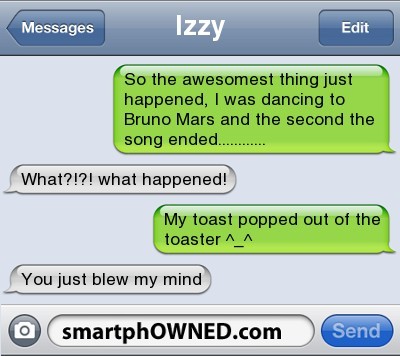 Messages
Izzy
Edit
So the awesomest thing just
happened, I was dancing to
Bruno Mars and the second the
song ended............
What?!?! what happened!
My toast popped out of the
toaster ^_^
You just blew my mind
smartphOWNED.com
Send